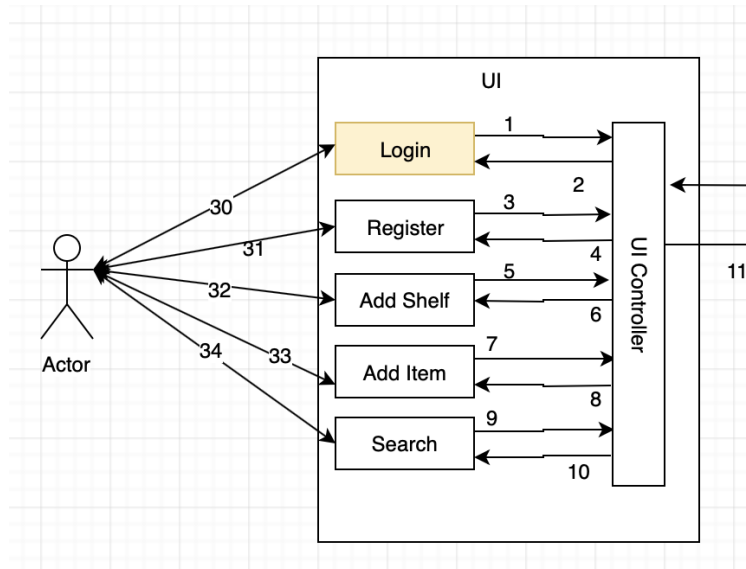 UI
Login
1
2
30
Register
3
4
31
Add Shelf
5
6
32
Add Item
7
8
33
34
Search
9
10
UI Controller
11
Actor